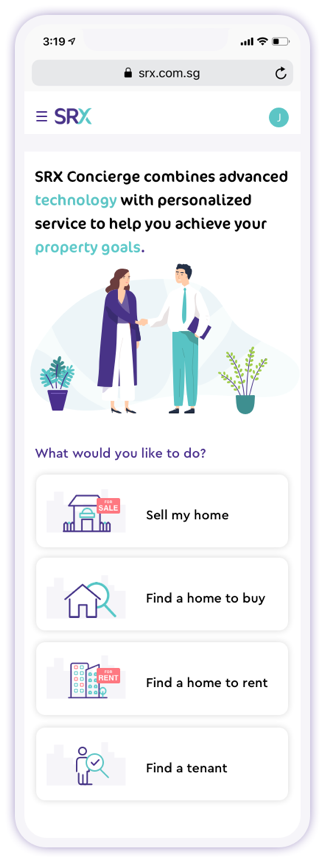 3:19
srx.com.sg
SRX
J
SRX Concierge combines advanced
technology with personalized
service to help you achieve your
property goals.
What would you like to do?
FOR
SALE
Sell my home
Find a home to buy
FOR
RENT
Find a home to rent
Find a tenant